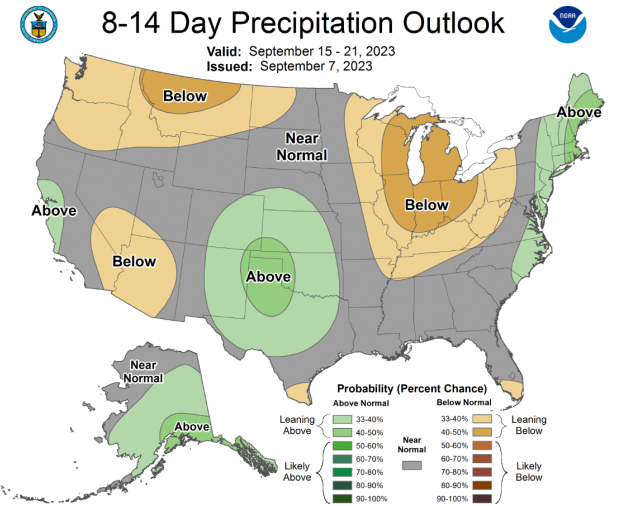 8-14 Day Precipitation Outlook
Valid: September 15 - 21, 2023
Issued: September 7, 2023
NOAA
Below
Above
Near
Normal
Above
Below
Below
Above
Near
Normal
Above
Probability (Percent Chance)
Above Normal
Below Normal
Leaning
Above
33-40%
40-50%
Likely
Above
50-60%
60-70%
70-80%
80-90%
90-100%
Near
Normal
33-40%
40-50%
Leaning
Below
50-60%
60-70%
70-80%
80-90%
90-100%
Likely
Below